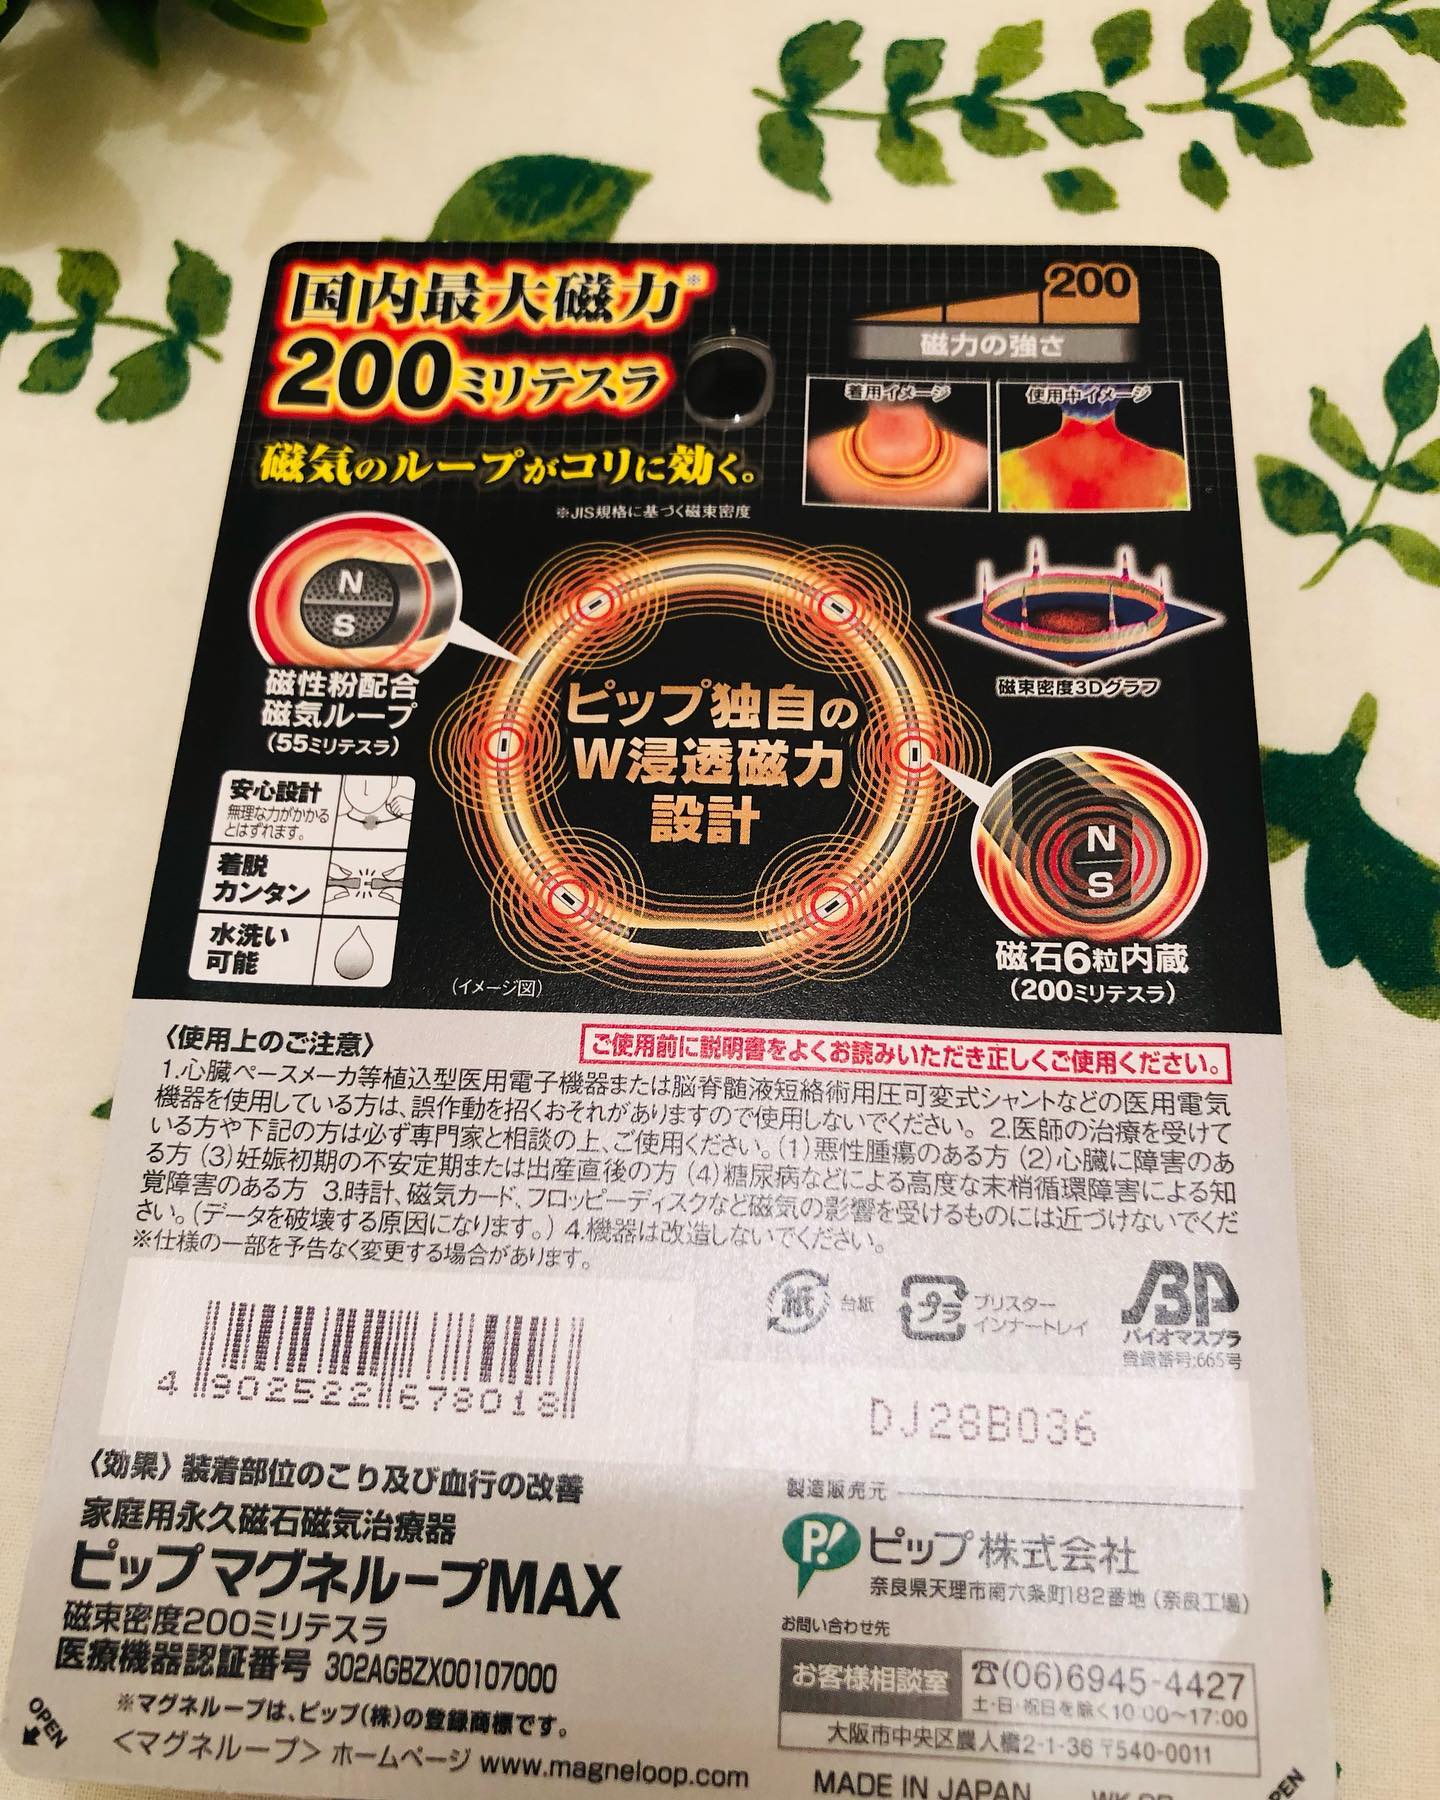 国内最大磁力※
200ミリテスラ
磁気のループがコリに効く。
※JIS規格に基づく磁束密度
200
磁力の強さ
着用イメージ
使用中イメージ
N
S
磁性粉配合
磁気ループ
(55ミリテスラ)
ピップ独自の
W浸透磁力
設計
磁束密度3Dグラフ
N
S
磁石6粒内蔵
(200ミリテスラ)
安心設計
無理な力がかかる
とはずれます。
着脱
カンタン
水洗い
可能
(イメージ図)
〈使用上のご注意〉
ご使用前に説明書をよくお読みいただき正しくご使用ください。
1.心臓ペースメーカ等植込型医用電子機器または脳脊髄液短絡術用圧可変式シャントなどの医用電気
機器を使用している方は、誤作動を招くおそれがありますので使用しないでください。 2.医師の治療を受けて
いる方や下記の方は必ず専門家と相談の上、ご使用ください。(1)悪性腫瘍のある方 (2)心臓に障害のあ
る方 (3)妊娠初期の不安定期または出産直後の方 (4)糖尿病などによる高度な末梢循環障害による知
覚障害のある方 3.時計、磁気カード、フロッピーディスクなど磁気の影響を受けるものには近づけないでくだ
さい。(データを破壊する原因になります。) 4.機器は改造しないでください。
※仕様の一部を予告なく変更する場合があります。
紙 台紙
プラ ブリスター
インナートレイ
BP
バイオマスプラ
登録番号:665号
4 902522 678018
DJ28B036
〈効果〉装着部位のこり及び血行の改善
家庭用永久磁石磁気治療器
ピップ マグネループMAX
磁束密度200ミリテスラ
医療機器認証番号 302AGBZX00107000
※マグネループは、ピップ(株)の登録商標です。
<マグネループ> ホームページ www.magneloop.com
OPEN
製造販売元
P! ピップ株式会社
奈良県天理市南六条町182番地 (奈良工場)
お問い合わせ先
お客様相談室
☎(06)6945-4427
土・日・祝日を除く10:00〜17:00
大阪市中央区農人橋2-1-36 〒540-0011
MADE IN JAPAN